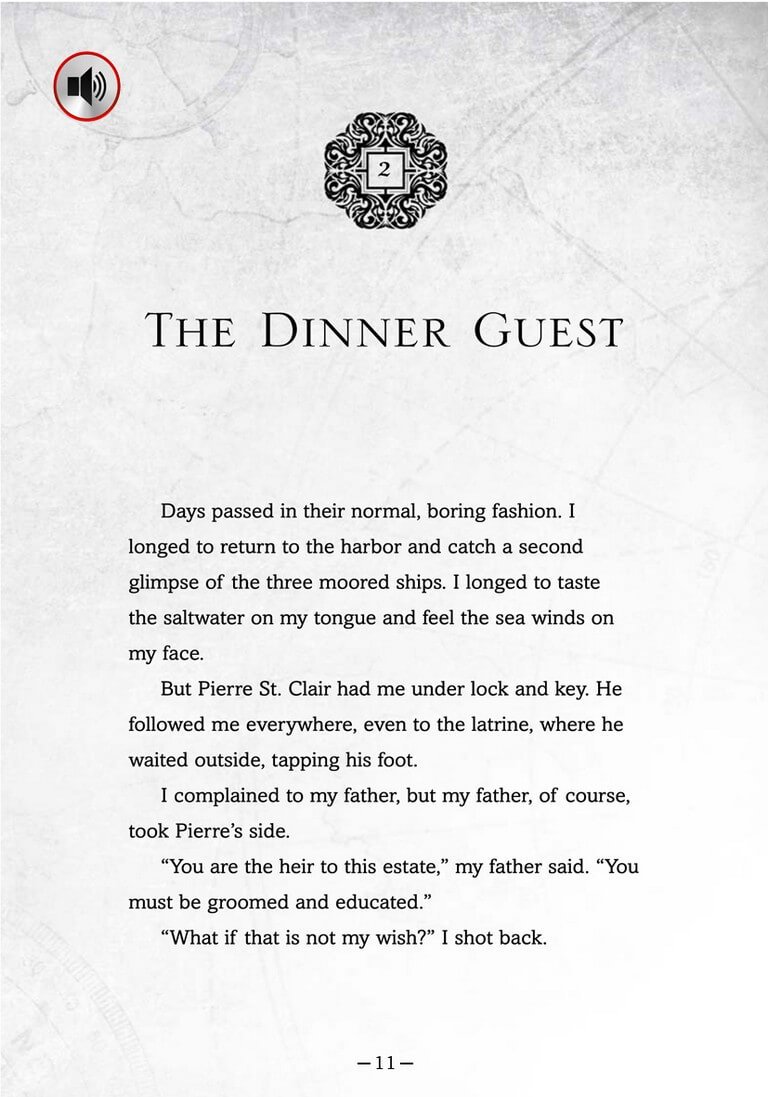 2
The Dinner Guest
Days passed in their normal, boring fashion. I
longed to return to the harbor and catch a second
glimpse of the three moored ships. I longed to taste
the saltwater on my tongue and feel the sea winds on
my face.
But Pierre St. Clair had me under lock and key. He
followed me everywhere, even to the latrine, where he
waited outside, tapping his foot.
I complained to my father, but my father, of course,
took Pierre’s side.
“You are the heir to this estate,” my father said. “You
must be groomed and educated.”
“What if that is not my wish?” I shot back.
—11—